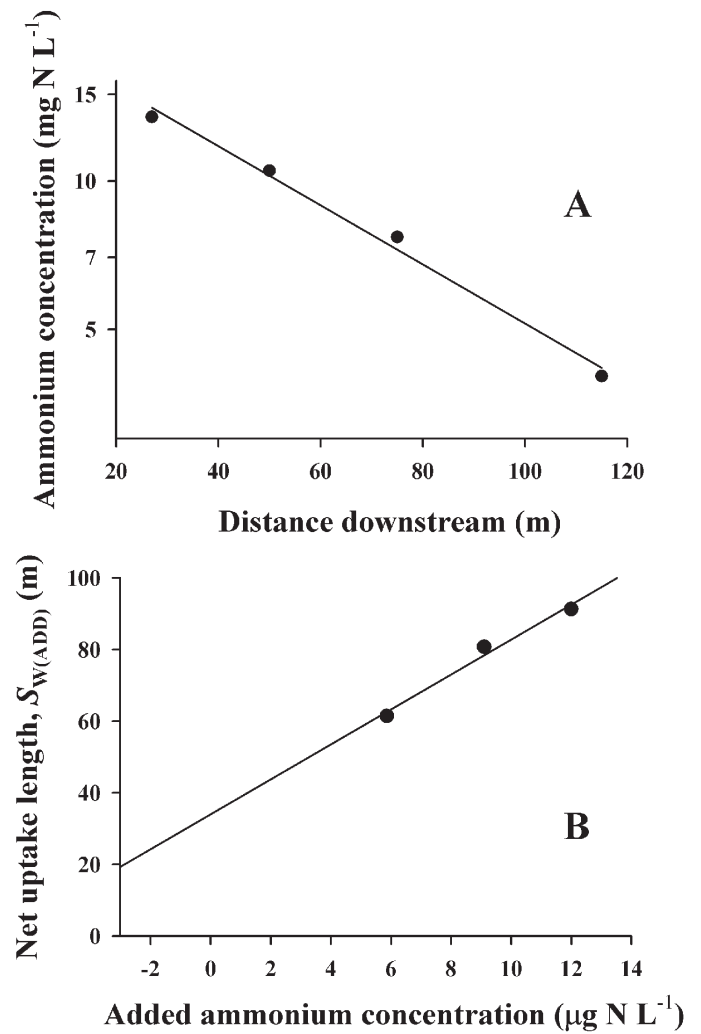 Ammonium concentration (mg N L⁻¹)
15
10
7
5
A
20 40 60 80 100 120
Distance downstream (m)
Net uptake length, S_W(ADD) (m)
100
80
60
40
20
0
B
-2 0 2 4 6 8 10 12 14
Added ammonium concentration (µg N L⁻¹)